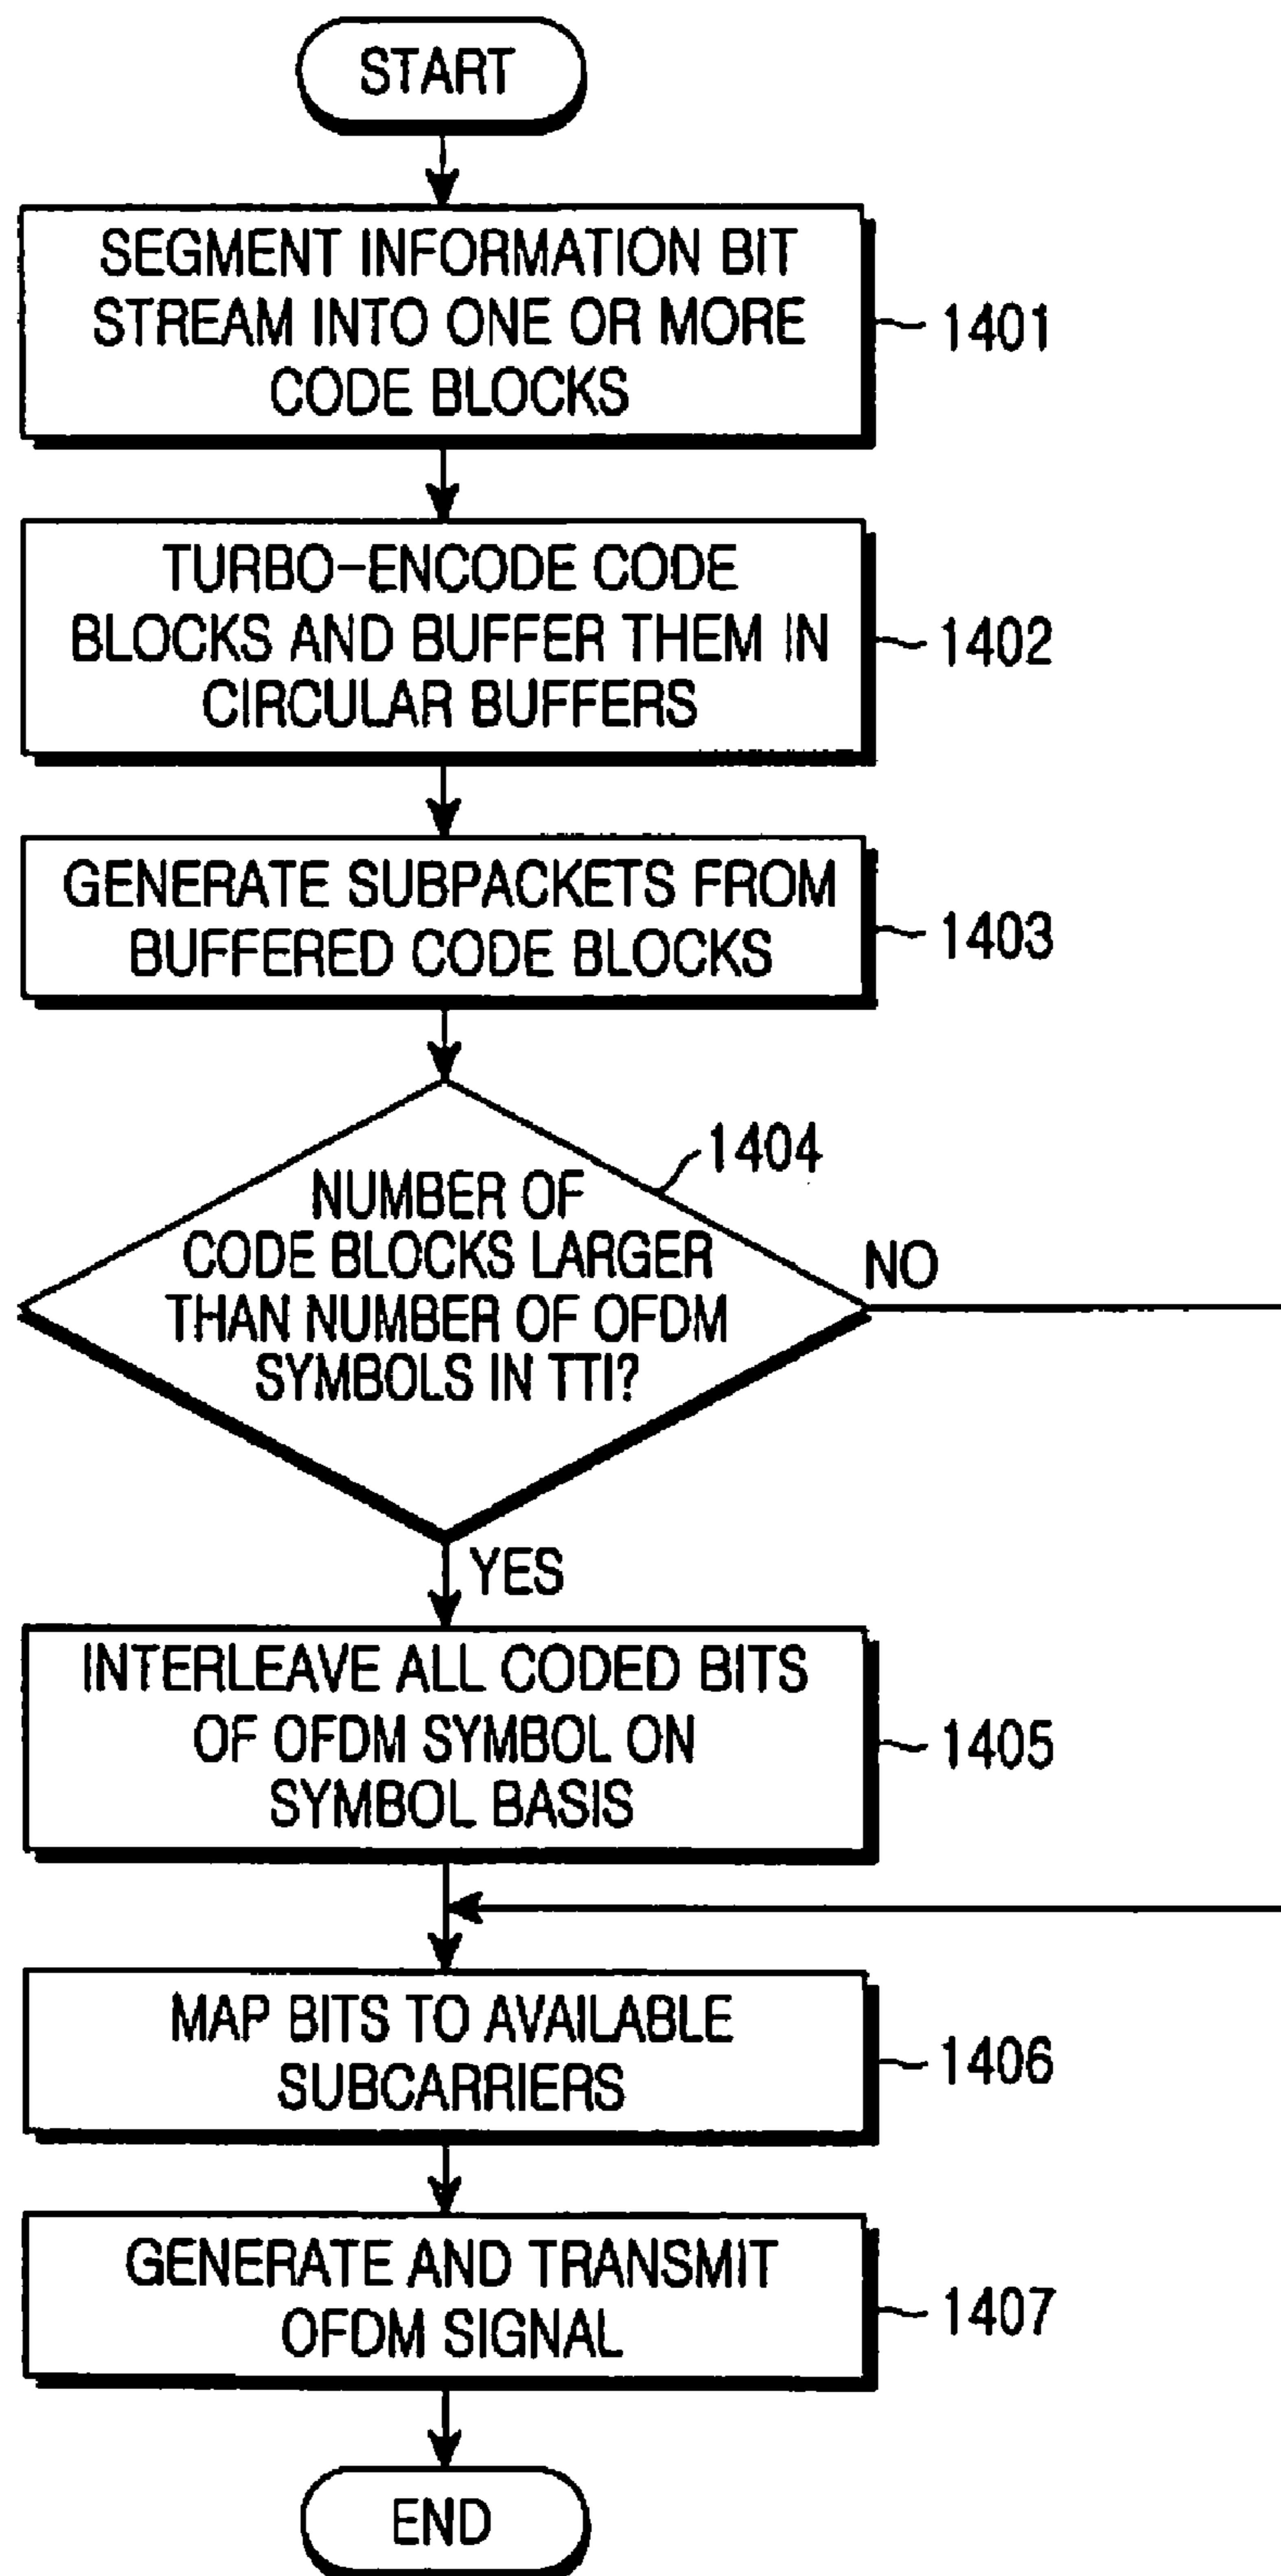 START
SEGMENT INFORMATION BIT
STREAM INTO ONE OR MORE
CODE BLOCKS
1401
TURBO-ENCODE CODE
BLOCKS AND BUFFER THEM IN
CIRCULAR BUFFERS
1402
GENERATE SUBPACKETS FROM
BUFFERED CODE BLOCKS
1403
1404
NUMBER OF
CODE BLOCKS LARGER
THAN NUMBER OF OFDM
SYMBOLS IN TTI?
NO
YES
INTERLEAVE ALL CODED BITS
OF OFDM SYMBOL ON
SYMBOL BASIS
1405
MAP BITS TO AVAILABLE
SUBCARRIERS
1406
GENERATE AND TRANSMIT
OFDM SIGNAL
1407
END